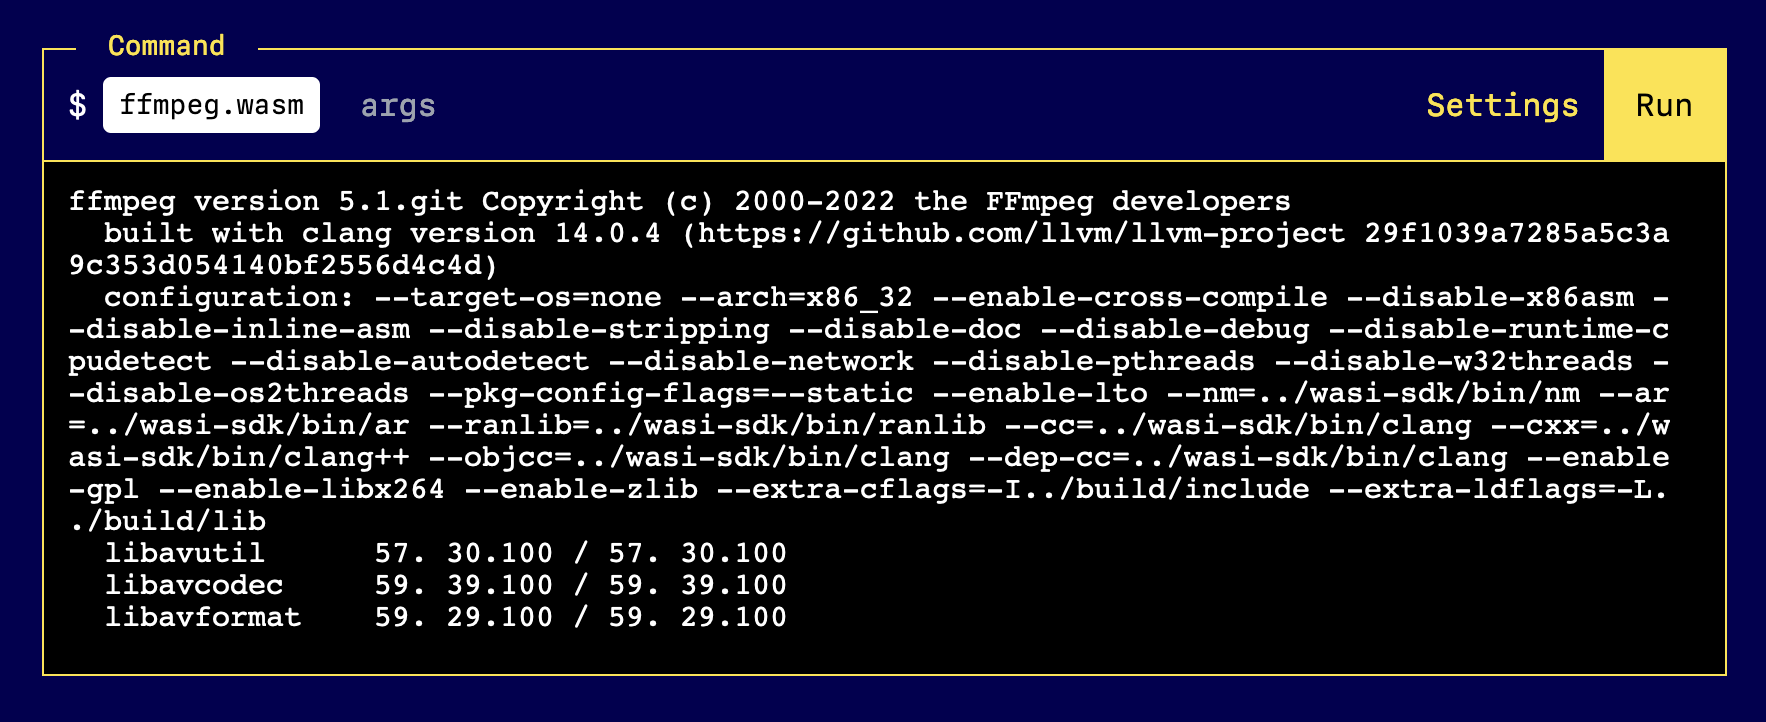 Command
$ ffmpeg.wasm args Settings Run
ffmpeg version 5.1.git Copyright (c) 2000-2022 the FFmpeg developers
  built with clang version 14.0.4 (https://github.com/llvm/llvm-project 29f1039a7285a5c3a
9c353d054140bf2556d4c4d)
  configuration: --target-os=none --arch=x86_32 --enable-cross-compile --disable-x86asm -
-disable-inline-asm --disable-stripping --disable-doc --disable-debug --disable-runtime-c
pudetect --disable-autodetect --disable-network --disable-pthreads --disable-w32threads -
-disable-os2threads --pkg-config-flags=--static --enable-lto --nm=../wasi-sdk/bin/nm --ar
=../wasi-sdk/bin/ar --ranlib=../wasi-sdk/bin/ranlib --cc=../wasi-sdk/bin/clang --cxx=../w
asi-sdk/bin/clang++ --objcc=../wasi-sdk/bin/clang --dep-cc=../wasi-sdk/bin/clang --enable
-gpl --enable-libx264 --enable-zlib --extra-cflags=-I../build/include --extra-ldflags=-L.
./build/lib
  libavutil      57. 30.100 / 57. 30.100
  libavcodec     59. 39.100 / 59. 39.100
  libavformat    59. 29.100 / 59. 29.100